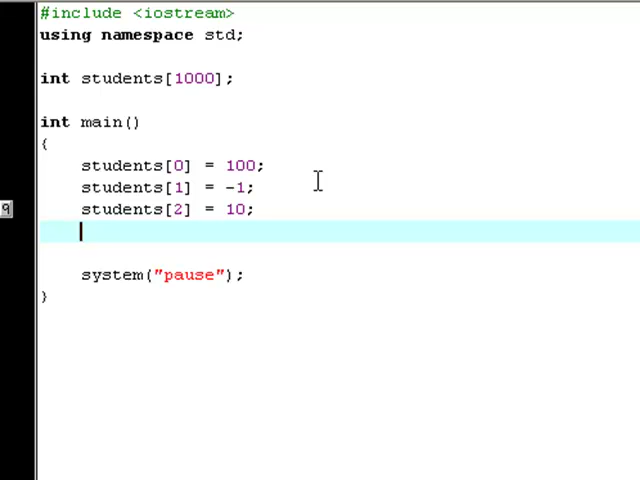 #include <iostream>
using namespace std;
int students[1000];
int main()
{
students[0] = 100;
students[1] = -1;
9
students[2] = 10;
system("pause");
}